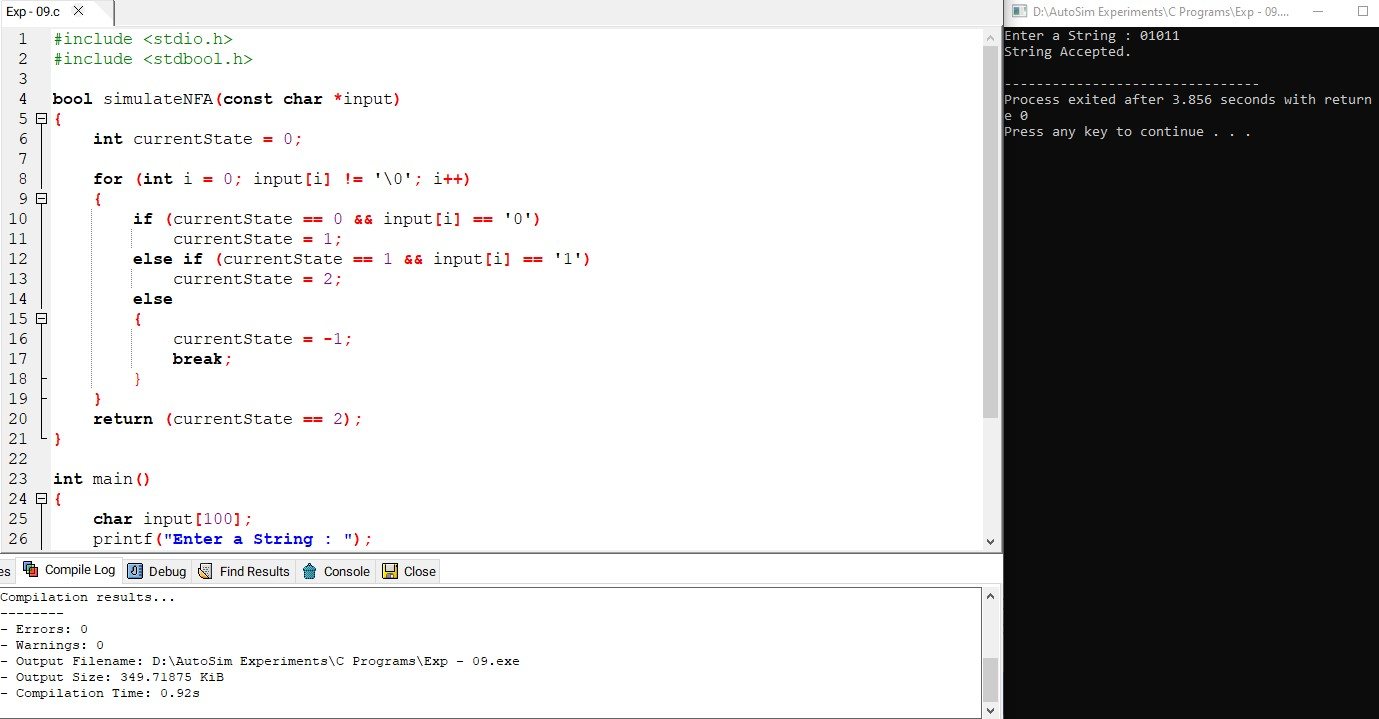 Exp - 09.c
1 #include <stdio.h>
2 #include <stdbool.h>
3
4 bool simulateNFA(const char *input)
5 {
6 int currentState = 0;
7
8 for (int i = 0; input[i] != '\0'; i++)
9 {
10 if (currentState == 0 && input[i] == '0')
11 currentState = 1;
12 else if (currentState == 1 && input[i] == '1')
13 currentState = 2;
14 else
15 {
16 currentState = -1;
17 break;
18 }
19 }
20 return (currentState == 2);
21 }
22
23 int main()
24 {
25 char input[100];
26 printf("Enter a String : ");
es Compile Log Debug Find Results Console Close
Compilation results...
--------
- Errors: 0
- Warnings: 0
- Output Filename: D:\AutoSim Experiments\C Programs\Exp - 09.exe
- Output Size: 349.71875 KiB
- Compilation Time: 0.92s
D:\AutoSim Experiments\C Programs\Exp - 09....
Enter a String : 01011
String Accepted.
--------------------------------
Process exited after 3.856 seconds with return
e 0
Press any key to continue . . .